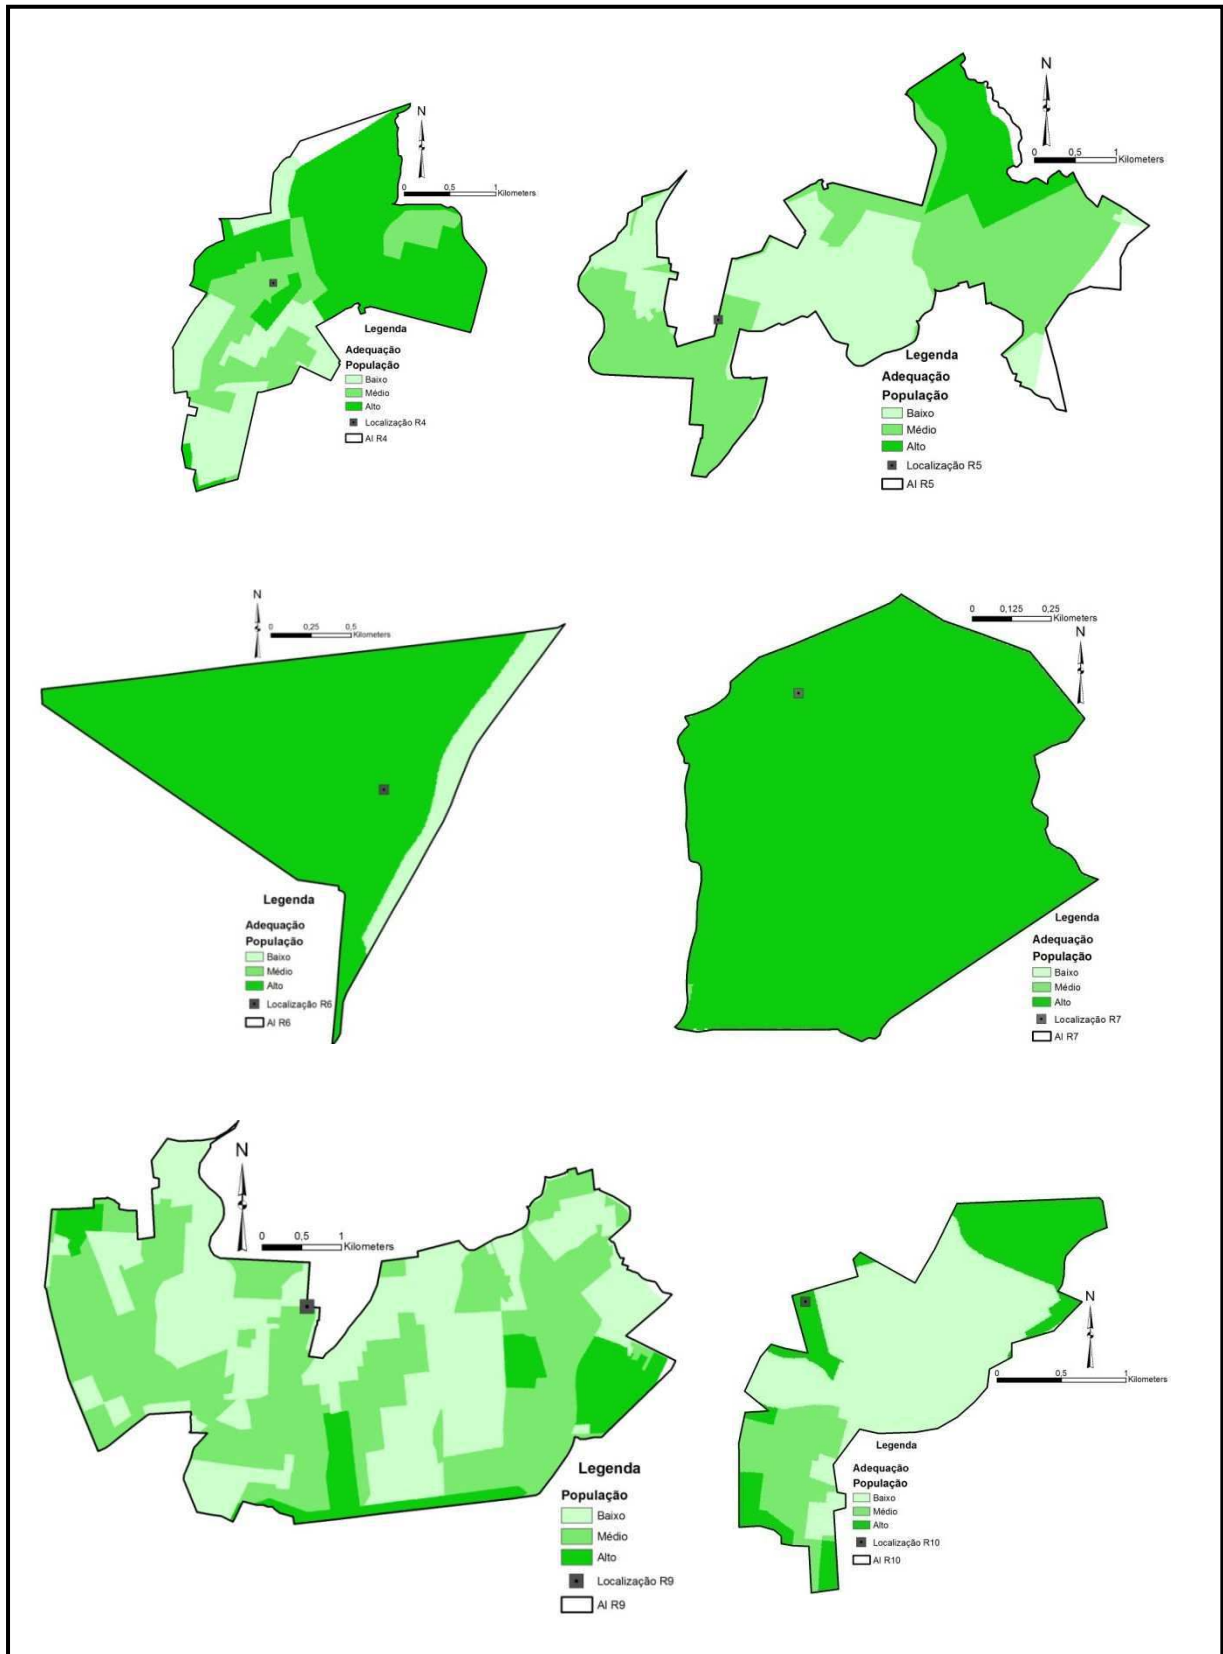 N
0 0,5 1
Kilometers
Legenda
Adequação
População
Baixo
Médio
Alto
Localização R4
AI R4
N
0 0,5 1
Kilometers
Legenda
Adequação
População
Baixo
Médio
Alto
Localização R5
AI R5
N
0 0,25 0,5
Kilometers
Legenda
Adequação
População
Baixo
Médio
Alto
Localização R6
AI R6
0 0,125 0,25
Kilometers
N
Legenda
Adequação
População
Baixo
Médio
Alto
Localização R7
AI R7
N
0 0,5 1
Kilometers
Legenda
População
Baixo
Médio
Alto
Localização R9
AI R9
N
0 0,5 1
Kilometers
Legenda
Adequação
População
Baixo
Médio
Alto
Localização R10
AI R10